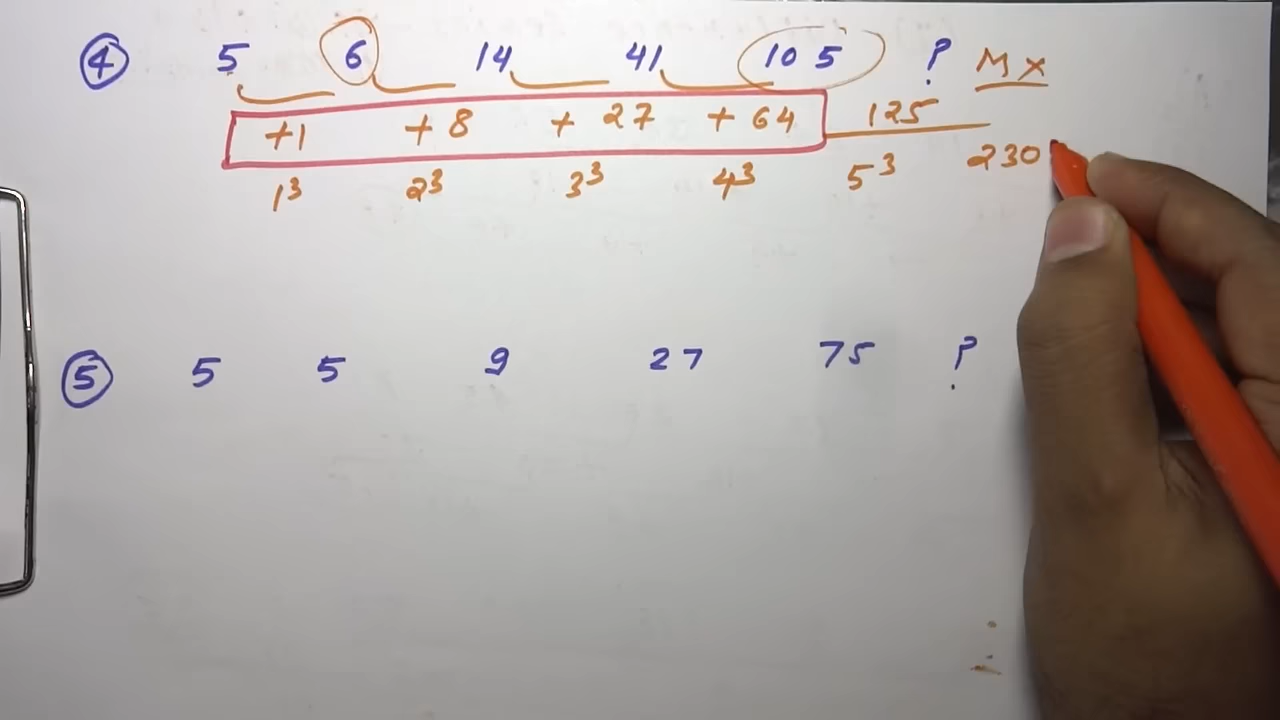 ④ 5 6 14 41 105 ? M x
+1 +8 + 27 + 64 125
1³ 2³ 3³ 4³ 5³ 230
⑤ 5 5 9 27 75 ?